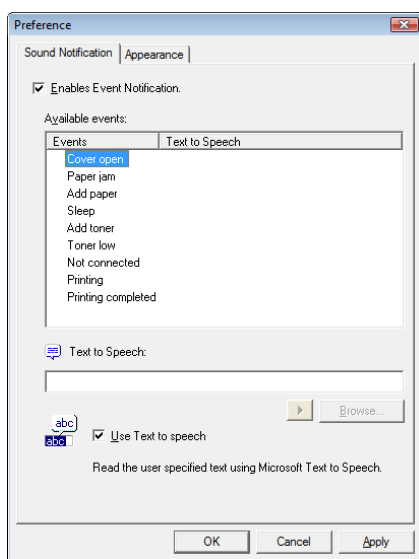 Preference
Sound Notification Appearance
Enables Event Notification.
Available events:
Events Text to Speech
Cover open
Paper jam
Add paper
Sleep
Add toner
Toner low
Not connected
Printing
Printing completed
Text to Speech:
Browse...
abc
abc
Use Text to speech
Read the user specified text using Microsoft Text to Speech.
OK Cancel Apply